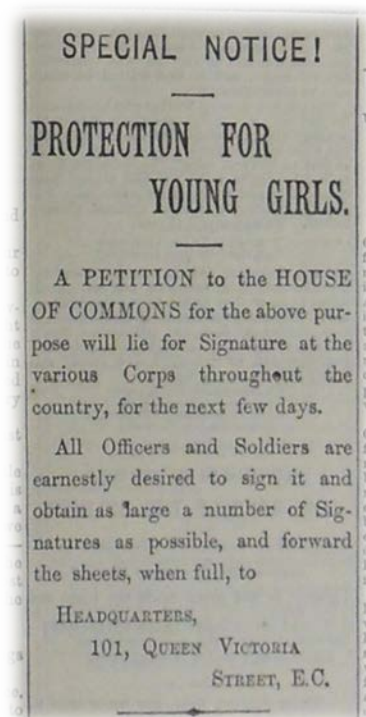 SPECIAL NOTICE!
PROTECTION FOR
YOUNG GIRLS.
A PETITION to the HOUSE
OF COMMONS for the above pur-
pose will lie for Signature at the
various Corps throughout the
country, for the next few days.
All Officers and Soldiers are
earnestly desired to sign it and
obtain as large a number of Sig-
natures as possible, and forward
the sheets, when full, to
HEADQUARTERS,
101, QUEEN VICTORIA
STREET, E.C.